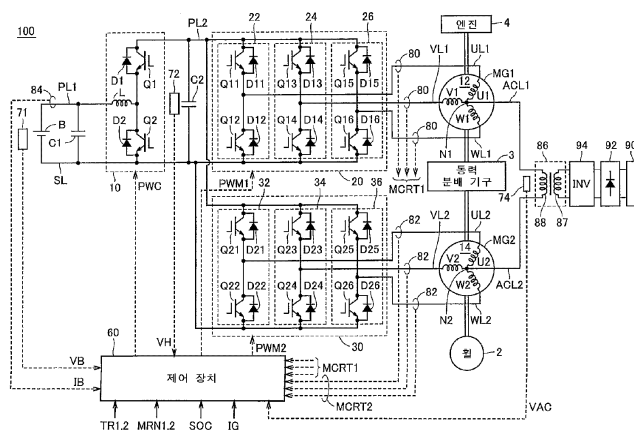 100
PL2
22
24
26
엔진
4
80
VL1
UL1
84
PL1
D1
Q1
72
C2
Q11
D11
Q13
D13
Q15
D15
80
12
MG1
V1
U1
ACL1
L
71
B
C1
D2
Q2
Q12
D12
Q14
D14
Q16
D16
80
W1
N1
WL1
3
86
94
92
90
SL
10
PWC
PWM1
20
MCRT1
동력
분배 기구
74
INV
88
87
32
34
36
82
VL2
UL2
Q21
D21
Q23
D23
Q25
D25
82
14
MG2
V2
U2
Q22
D22
Q24
D24
Q26
D26
82
W2
ACL2
N2
WL2
30
60
VH
PWM2
휠
2
VB
제어 장치
MCRT1
IB
MCRT2
VAC
TR1,2
MRN1,2
SOC
IG